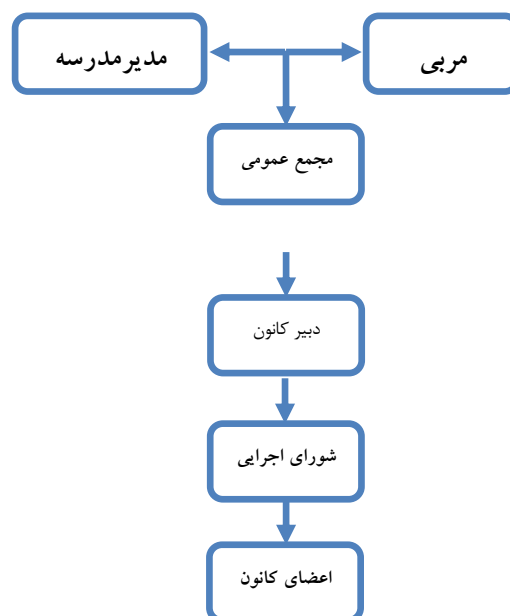 مربی
مدیرمدرسه
مجمع عمومی
دبیر کانون
شورای اجرایی
اعضای کانون